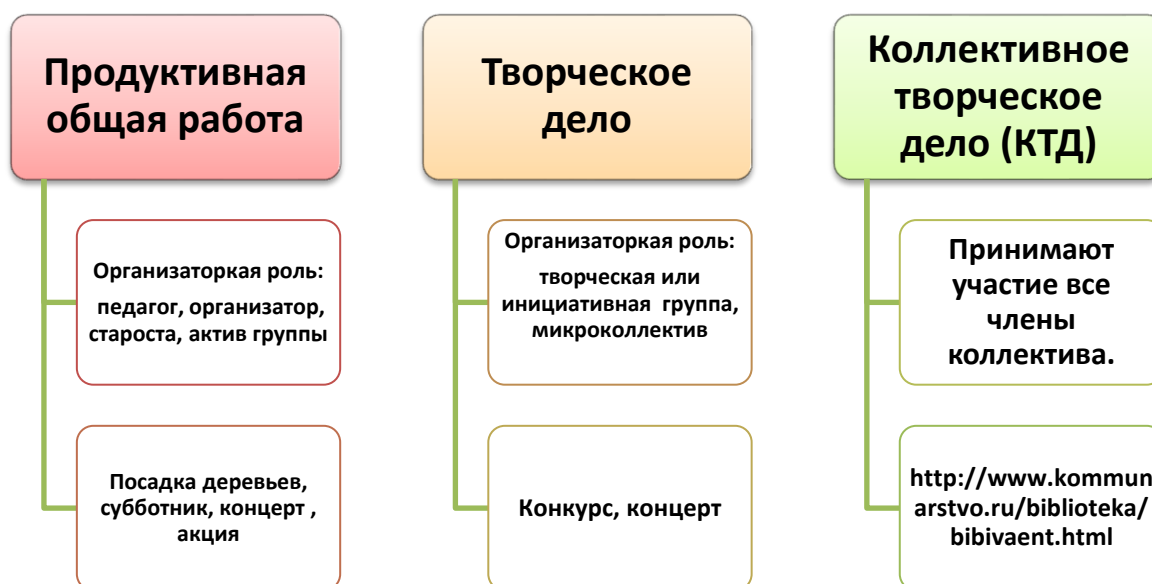 Продуктивная
общая работа
Организаторкая роль:
педагог, организатор,
староста, актив группы
Посадка деревьев,
субботник, концерт ,
акция
Творческое
дело
Организаторкая роль:
творческая или
инициативная группа,
микроколлектив
Конкурс, концерт
Коллективное
творческое
дело (КТД)
Принимают
участие все
члены
коллектива.
http://www.kommun
arstvo.ru/biblioteka/
bibivaent.html